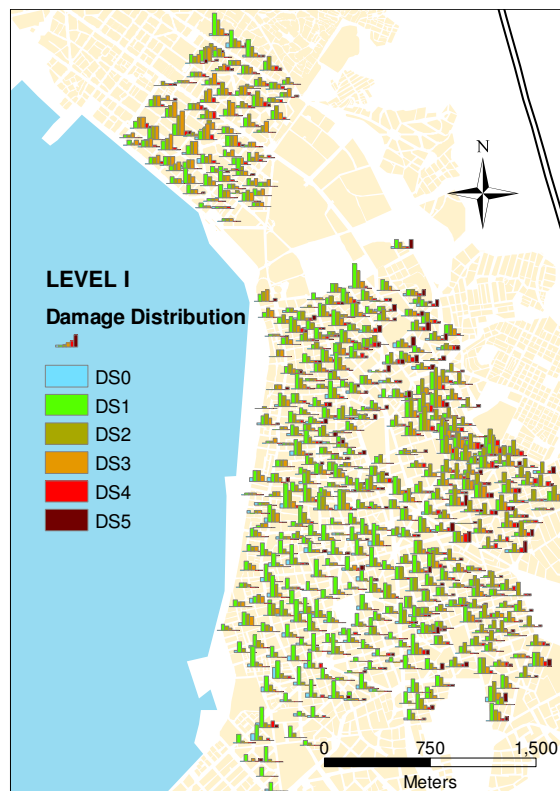 N
LEVEL I
Damage Distribution
DS0
DS1
DS2
DS3
DS4
DS5
0 750 1,500
Meters